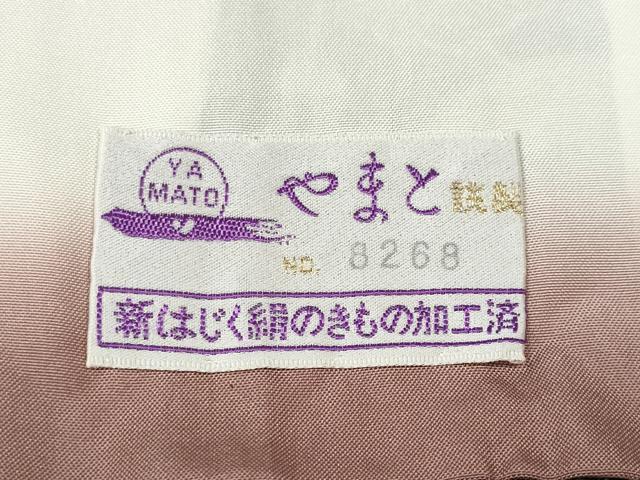 YA
MATO
やまと謹製
NO. 8268
新はじく絹のきもの加工済